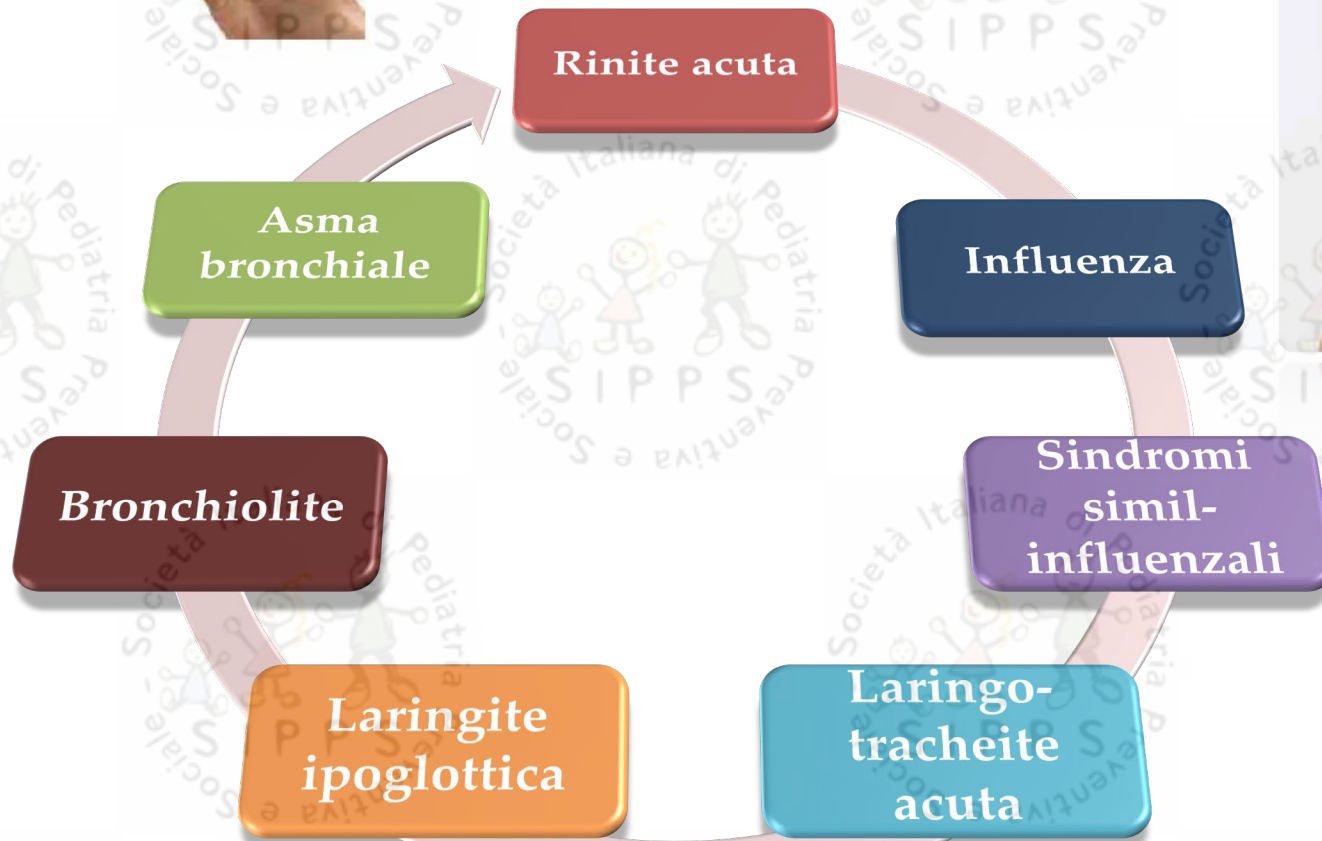 Rinite acuta
Influenza
Sindromi
simil-
influenzali
Laringo-
tracheite
acuta
Laringite
ipoglottica
Bronchiolite
Asma
bronchiale
Società Italiana di Pediatria Preventiva e Sociale
SIPPS